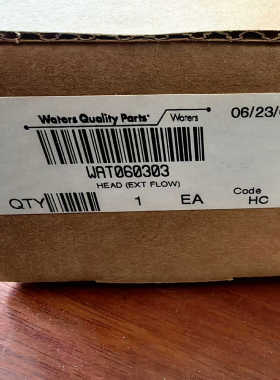 Waters Quality Parts Waters
06/23/
WAT060303
HEAD (EXT FLOW)
QTY 1 EA
Code
HC